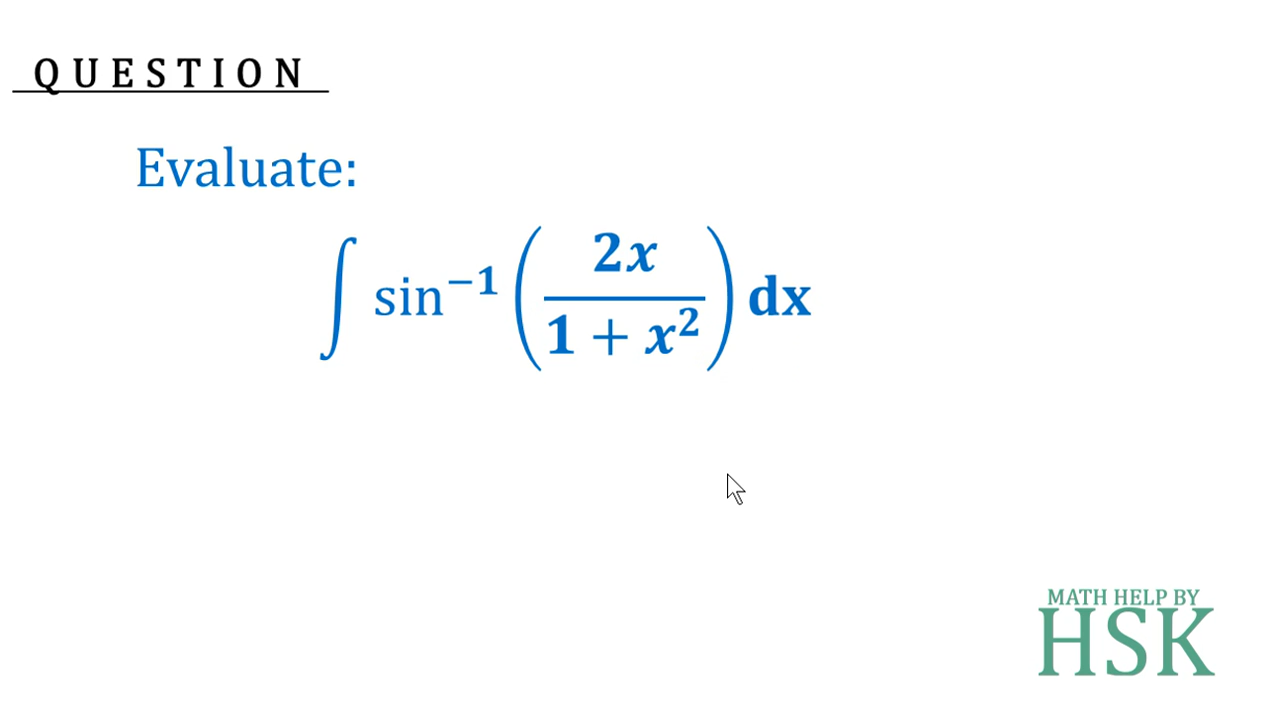 QUESTION
Evaluate:
∫ sin⁻¹ (2x / 1 + x²) dx
MATH HELP BY
HSK